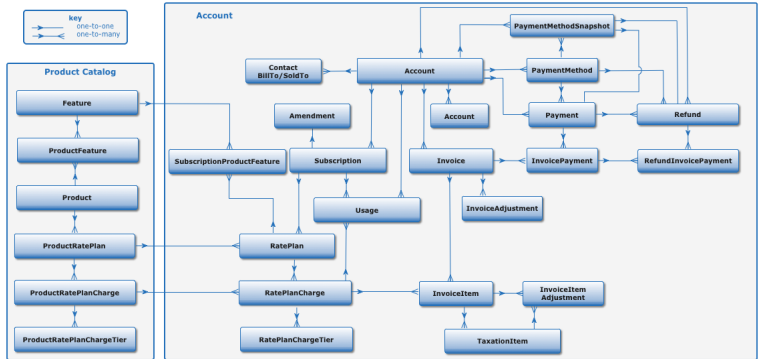 key
one-to-one
one-to-many
Product Catalog
Feature
ProductFeature
Product
ProductRatePlan
ProductRatePlanCharge
ProductRatePlanChargeTier
Account
PaymentMethodSnapshot
Contact
BillTo/SoldTo
Account
PaymentMethod
Amendment
Account
Payment
Refund
SubscriptionProductFeature
Subscription
Invoice
InvoicePayment
RefundInvoicePayment
Usage
InvoiceAdjustment
RatePlan
RatePlanCharge
InvoiceItem
InvoiceItem
Adjustment
RatePlanChargeTier
TaxationItem